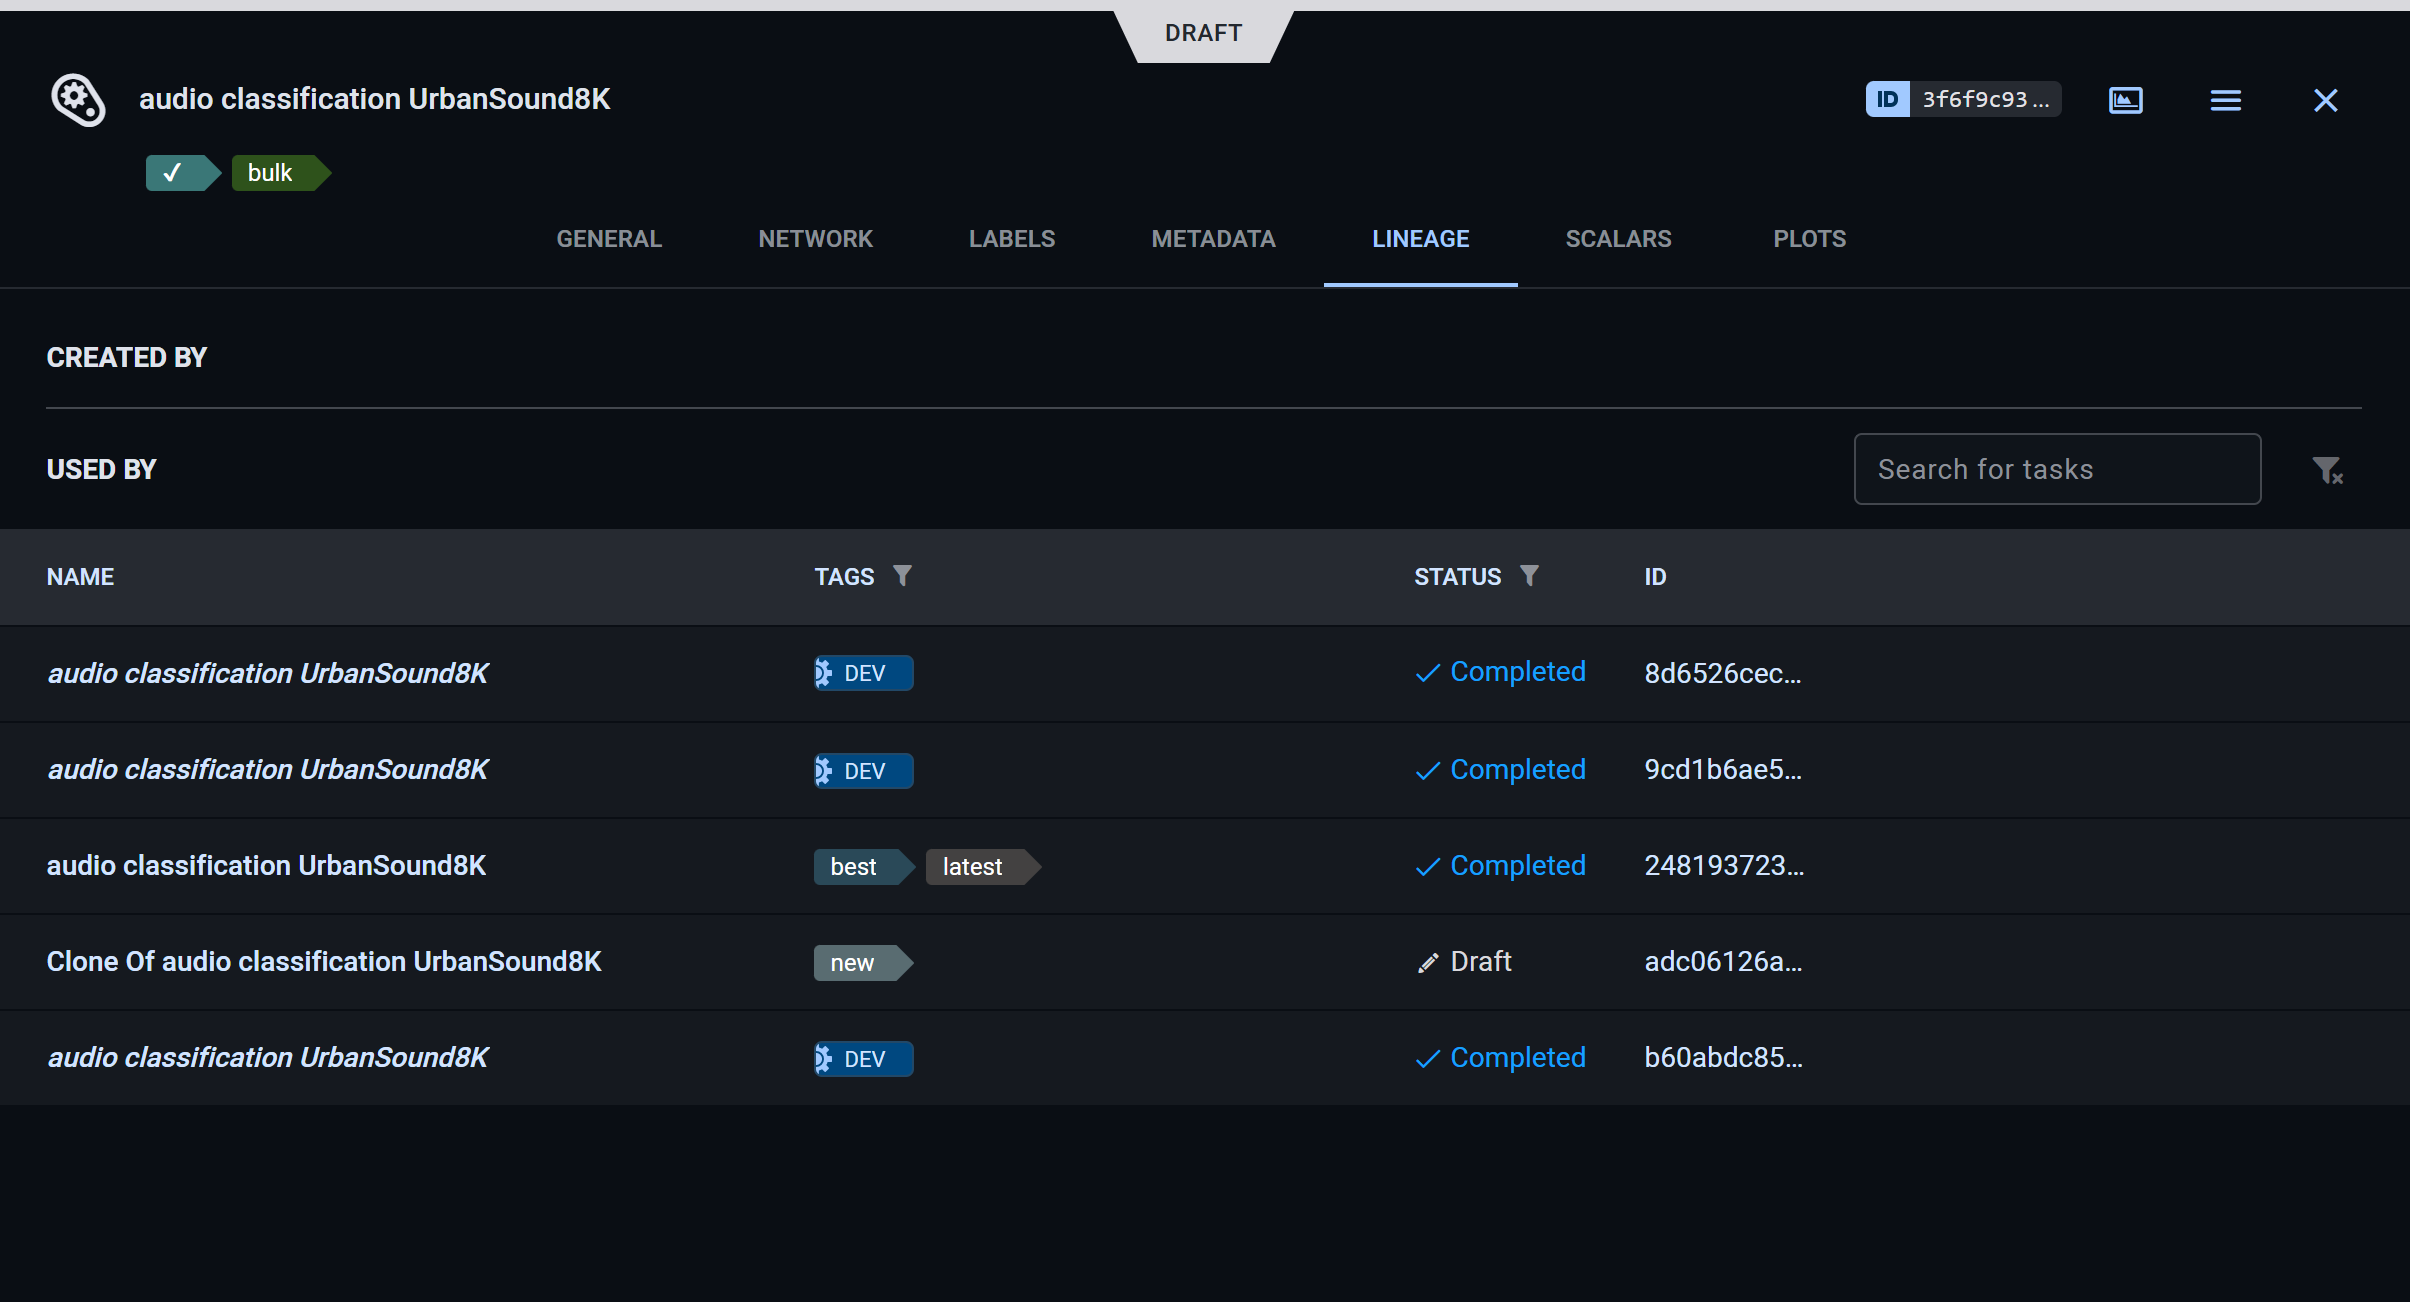 DRAFT
audio classification UrbanSound8K
ID 3f6f9c93...
✓ bulk
GENERAL NETWORK LABELS METADATA LINEAGE SCALARS PLOTS
CREATED BY
USED BY Search for tasks
NAME TAGS STATUS ID
audio classification UrbanSound8K DEV Completed 8d6526cec...
audio classification UrbanSound8K DEV Completed 9cd1b6ae5...
audio classification UrbanSound8K best latest Completed 248193723...
Clone Of audio classification UrbanSound8K new Draft adc06126a...
audio classification UrbanSound8K DEV Completed b60abdc85...